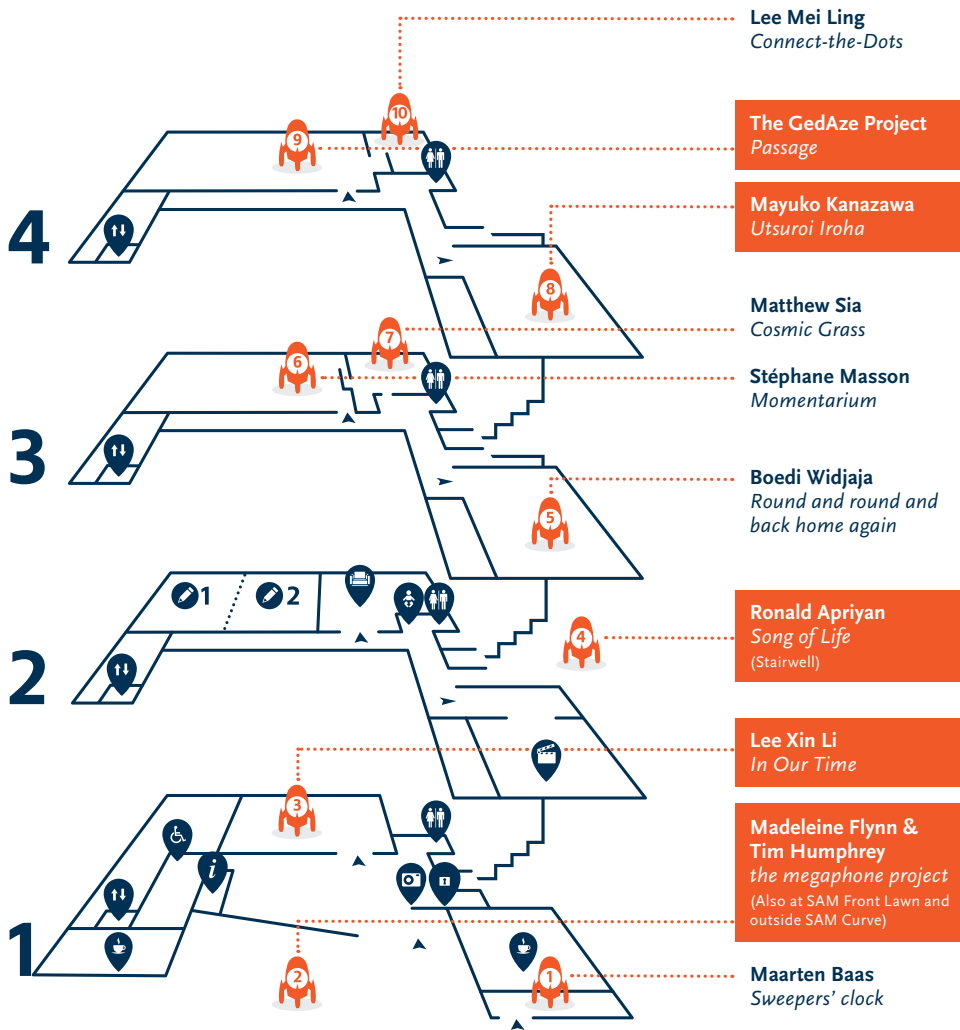 Lee Mei Ling
Connect-the-Dots
10
9
The GedAze Project
Passage
4
Mayuko Kanazawa
Utsuroi Iroha
8
Matthew Sia
Cosmic Grass
7
6
Stéphane Masson
Momentarium
3
Boedi Widjaja
Round and round and
back home again
5
1
2
2
4
Ronald Apriyan
Song of Life
(Stairwell)
Lee Xin Li
In Our Time
3
i
1
Madeleine Flynn &
Tim Humphrey
the megaphone project
(Also at SAM Front Lawn and
outside SAM Curve)
2
1
Maarten Baas
Sweepers’ clock